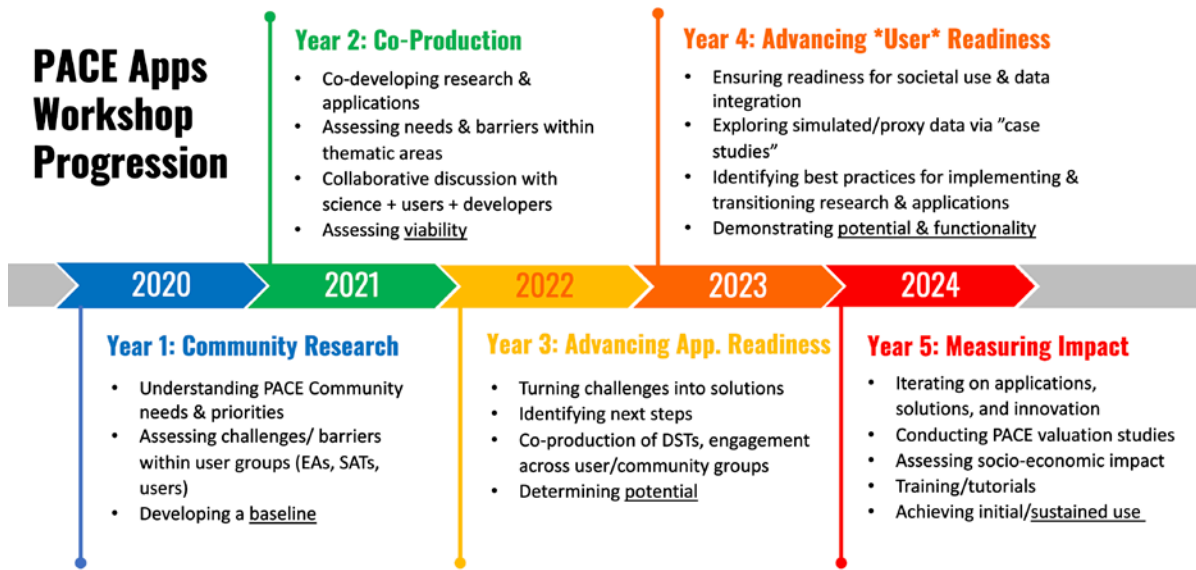 PACE Apps
Workshop
Progression
Year 2: Co-Production
• Co-developing research &
applications
• Assessing needs & barriers within
thematic areas
• Collaborative discussion with
science + users + developers
• Assessing viability
Year 4: Advancing *User* Readiness
• Ensuring readiness for societal use & data
integration
• Exploring simulated/proxy data via ”case
studies”
• Identifying best practices for implementing &
transitioning research & applications
• Demonstrating potential & functionality
2020
2021
2022
2023
2024
Year 1: Community Research
• Understanding PACE Community
needs & priorities
• Assessing challenges/ barriers
within user groups (EAs, SATs,
users)
• Developing a baseline
Year 3: Advancing App. Readiness
• Turning challenges into solutions
• Identifying next steps
• Co-production of DSTs, engagement
across user/community groups
• Determining potential
Year 5: Measuring Impact
• Iterating on applications,
solutions, and innovation
• Conducting PACE valuation studies
• Assessing socio-economic impact
• Training/tutorials
• Achieving initial/sustained use